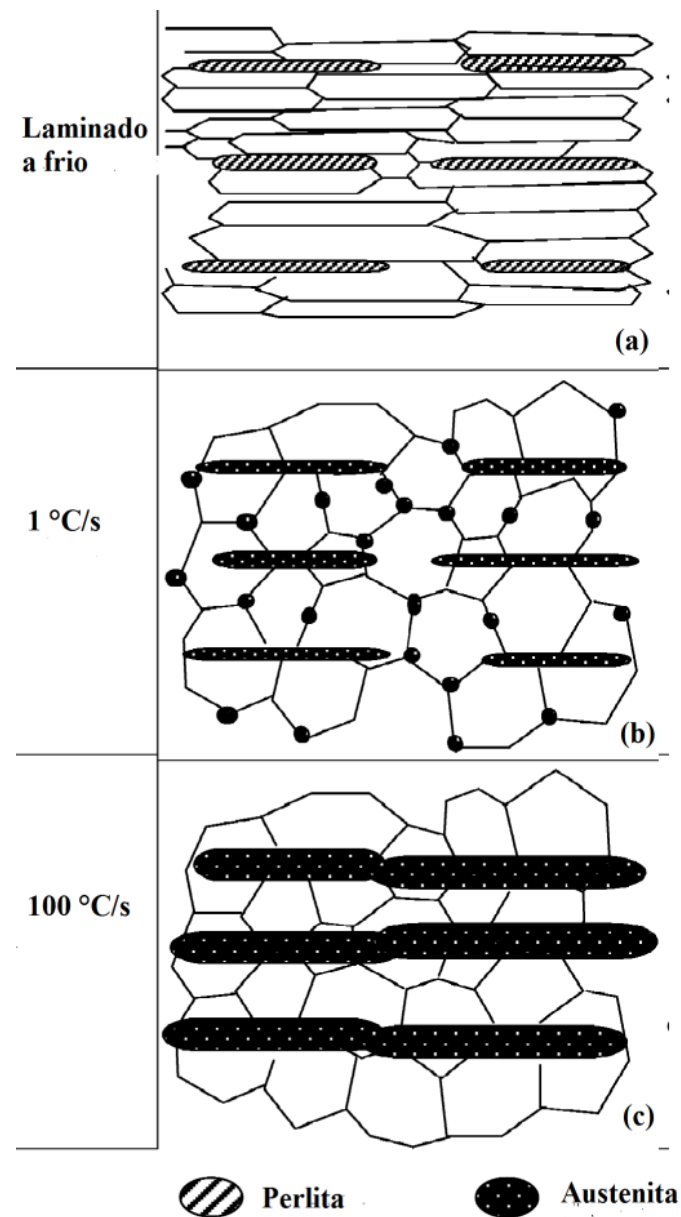 Laminado
a frio
(a)
1 °C/s
(b)
100 °C/s
(c)
Perlita
Austenita